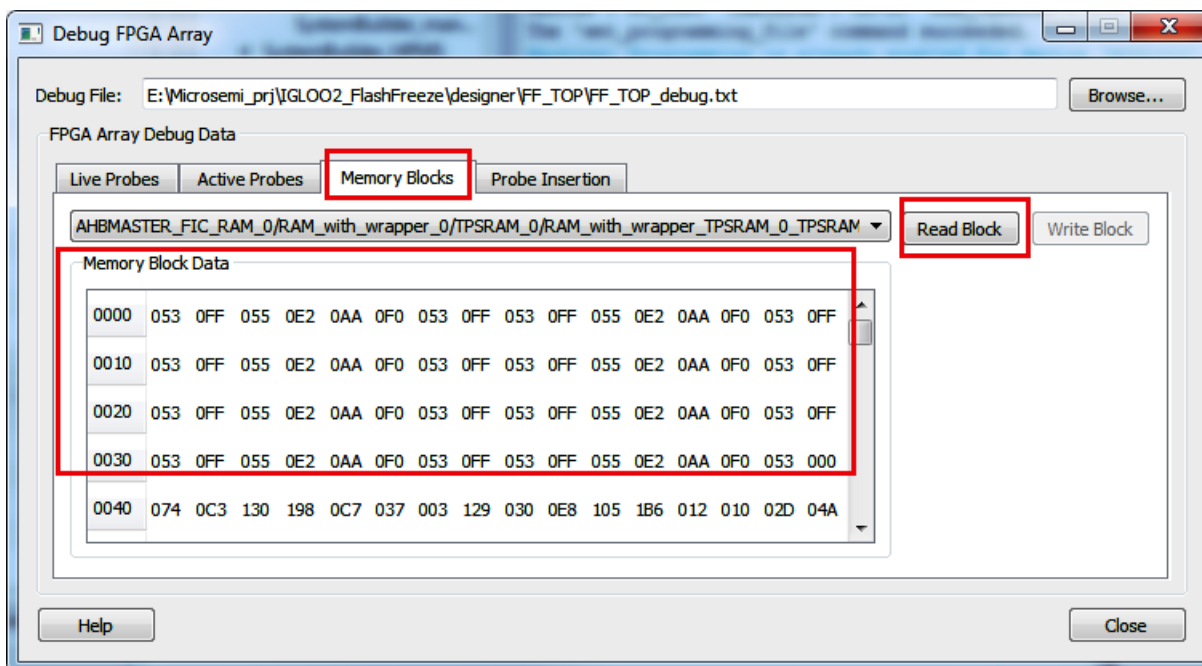 Debug FPGA Array
Debug File: E:\Microsemi_prj\IGLOO2_FlashFreeze\designer\FF_TOP\FF_TOP_debug.txt Browse...
FPGA Array Debug Data
Live Probes Active Probes Memory Blocks Probe Insertion
AHBMASTER_FIC_RAM_0/RAM_with_wrapper_0/TPSRAM_0/RAM_with_wrapper_TPSRAM_0_TPSRAM Read Block Write Block
Memory Block Data
0000 053 0FF 055 0E2 0AA 0F0 053 0FF 053 0FF 055 0E2 0AA 0F0 053 0FF
0010 053 0FF 055 0E2 0AA 0F0 053 0FF 053 0FF 055 0E2 0AA 0F0 053 0FF
0020 053 0FF 055 0E2 0AA 0F0 053 0FF 053 0FF 055 0E2 0AA 0F0 053 0FF
0030 053 0FF 055 0E2 0AA 0F0 053 0FF 053 0FF 055 0E2 0AA 0F0 053 000
0040 074 0C3 130 198 0C7 037 003 129 030 0E8 105 1B6 012 010 02D 04A
Help Close